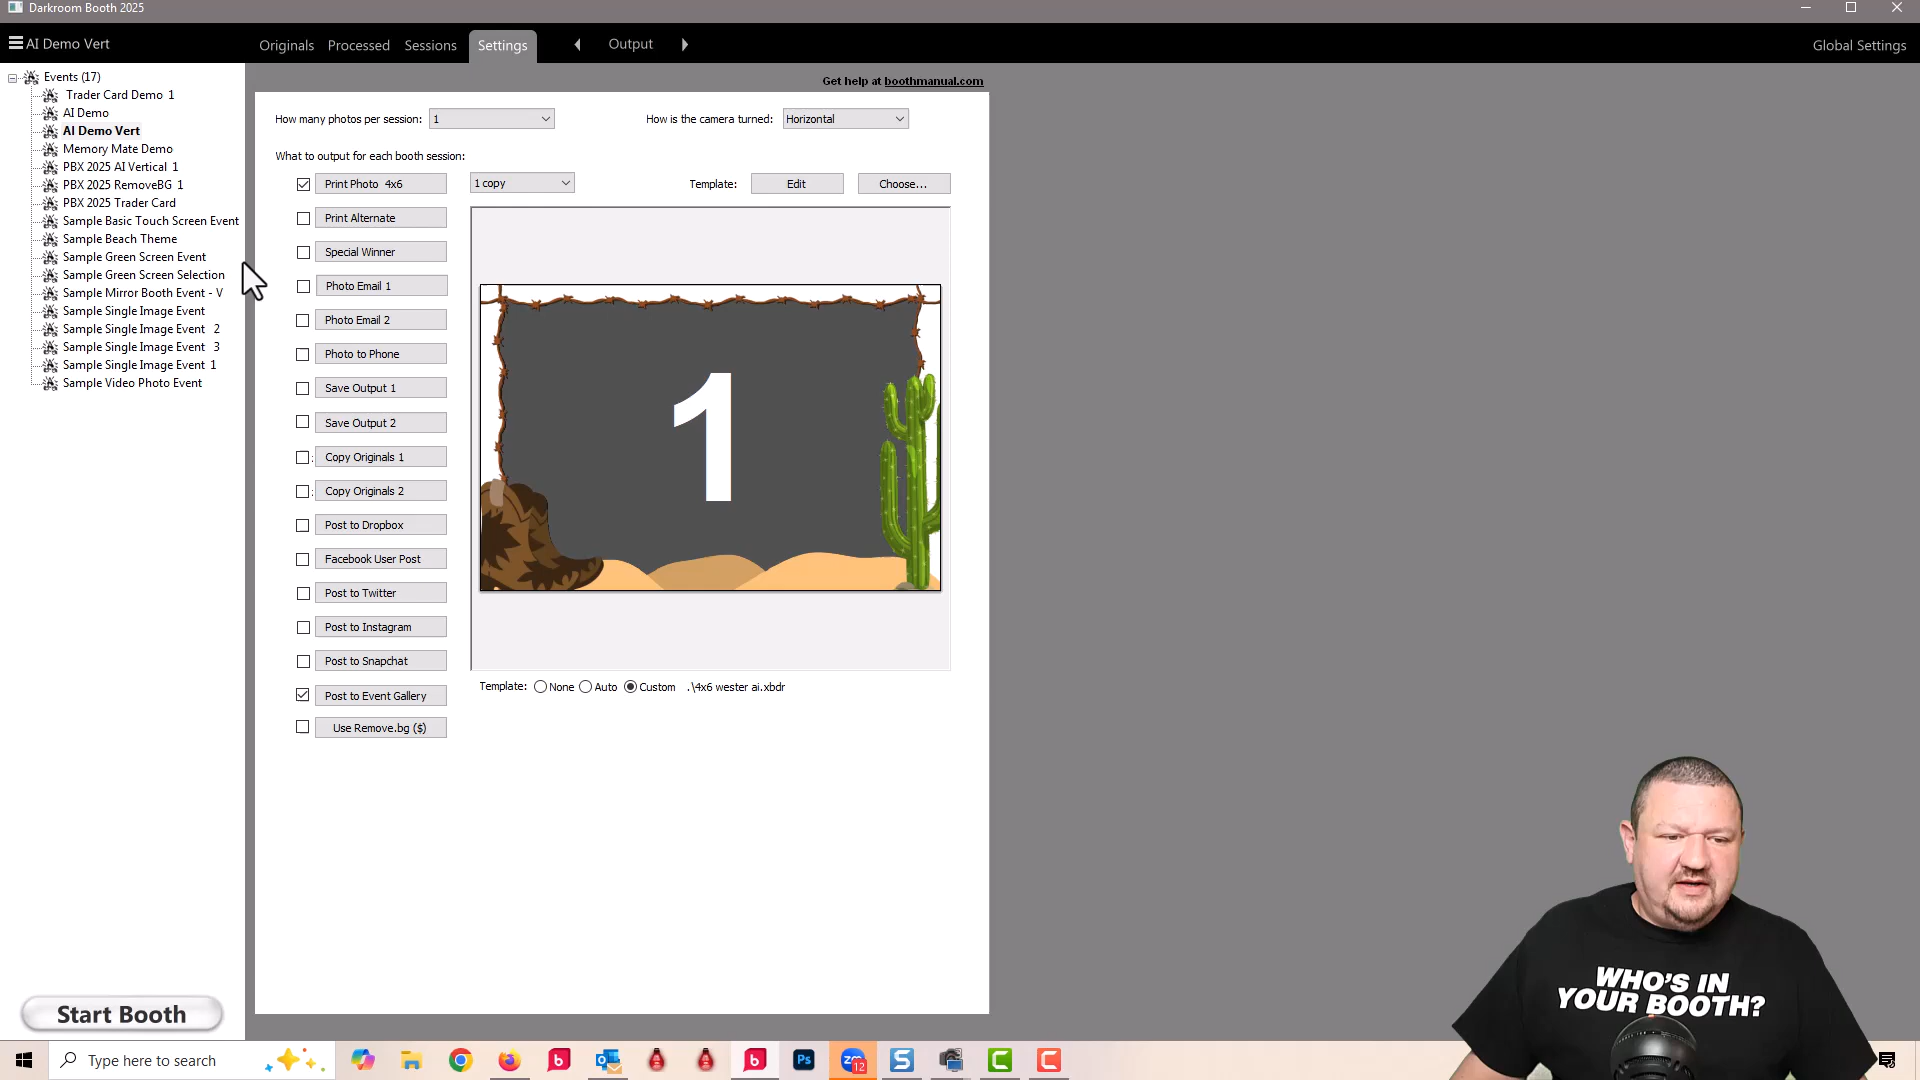 Darkroom Booth 2025
AI Demo Vert
Originals
Processed
Sessions
Settings
Output
Global Settings
Events (17)
Trader Card Demo 1
AI Demo
AI Demo Vert
Memory Mate Demo
PBX 2025 AI Vertical 1
PBX 2025 RemoveBG 1
PBX 2025 Trader Card
Sample Basic Touch Screen Event
Sample Beach Theme
Sample Green Screen Event
Sample Green Screen Selection
Sample Mirror Booth Event - V
Sample Single Image Event
Sample Single Image Event 2
Sample Single Image Event 3
Sample Single Image Event 1
Sample Video Photo Event
Start Booth
Get help at boothmanual.com
How many photos per session: 1
How is the camera turned: Horizontal
What to output for each booth session:
Print Photo 4x6
1 copy
Template: Edit Choose...
Print Alternate
Special Winner
Photo Email 1
Photo Email 2
Photo to Phone
Save Output 1
Save Output 2
Copy Originals 1
Copy Originals 2
Post to Dropbox
Facebook User Post
Post to Twitter
Post to Instagram
Post to Snapchat
Post to Event Gallery
Use Remove.bg ($)
1
Template: None Auto Custom .\4x6 wester ai.xbdr
WHO'S IN
YOUR BOOTH?
Type here to search
b
b
Ps
zm
12
S
C
C